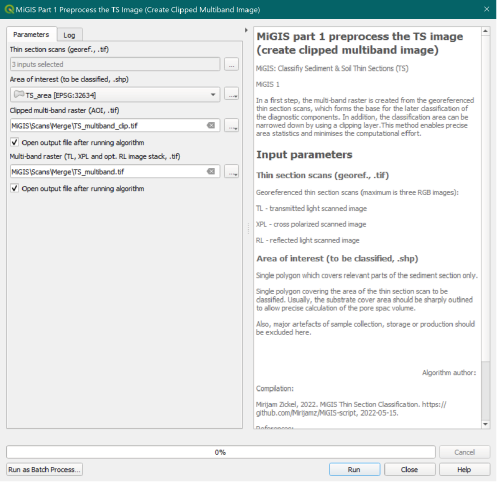 MiGIS Part 1 Preprocess the TS Image (Create Clipped Multiband Image)
Parameters
Log
Thin section scans (georef., .tif)
3 inputs selected
...
Area of interest (to be classified, .shp)
TS_area [EPSG:32634]
...
Clipped multi-band raster (AOI, .tif)
MiGIS\Scans\Merge\TS_multiband_clip.tif
...
Open output file after running algorithm
Multi-band raster (TL, XPL and opt. RL image stack, .tif)
MiGIS\Scans\Merge\TS_multiband.tif
...
Open output file after running algorithm
MiGIS part 1 preprocess the TS image
(create clipped multiband image)
MiGIS: Classifiy Sediment & Soil Thin Sections (TS)
MiGIS 1
In a first step, the multi-band raster is created from the georeferenced
thin section scans, which forms the base for the later classification of
the diagnostic components. In addition, the classification area can be
narrowed down by using a clipping layer.This method enables precise
area statistics and minimises the computational effort.
Input parameters
Thin section scans (georef., .tif)
Georeferenced thin section scans (maximum is three RGB images):
TL - transmitted light scanned image
XPL - cross polarized scanned image
RL - reflected light scanned image
Area of interest (to be classified, .shp)
Single polygon which covers relevant parts of the sediment section only.
Single polygon covering the area of the thin section scan to be
classified. Usually, the substrate cover area should be sharply outlined
to allow precise calculation of the pore spac volume.
Also, major artefacts of sample collection, storage or production should
be excluded here.
Algorithm author:
Compilation:
Mirijam Zickel, 2022. MiGIS Thin Section Classification. https://
github.com/Mirijamz/MiGIS-script, 2022-05-15.
References:
0%
Cancel
Run as Batch Process...
Run
Close
Help